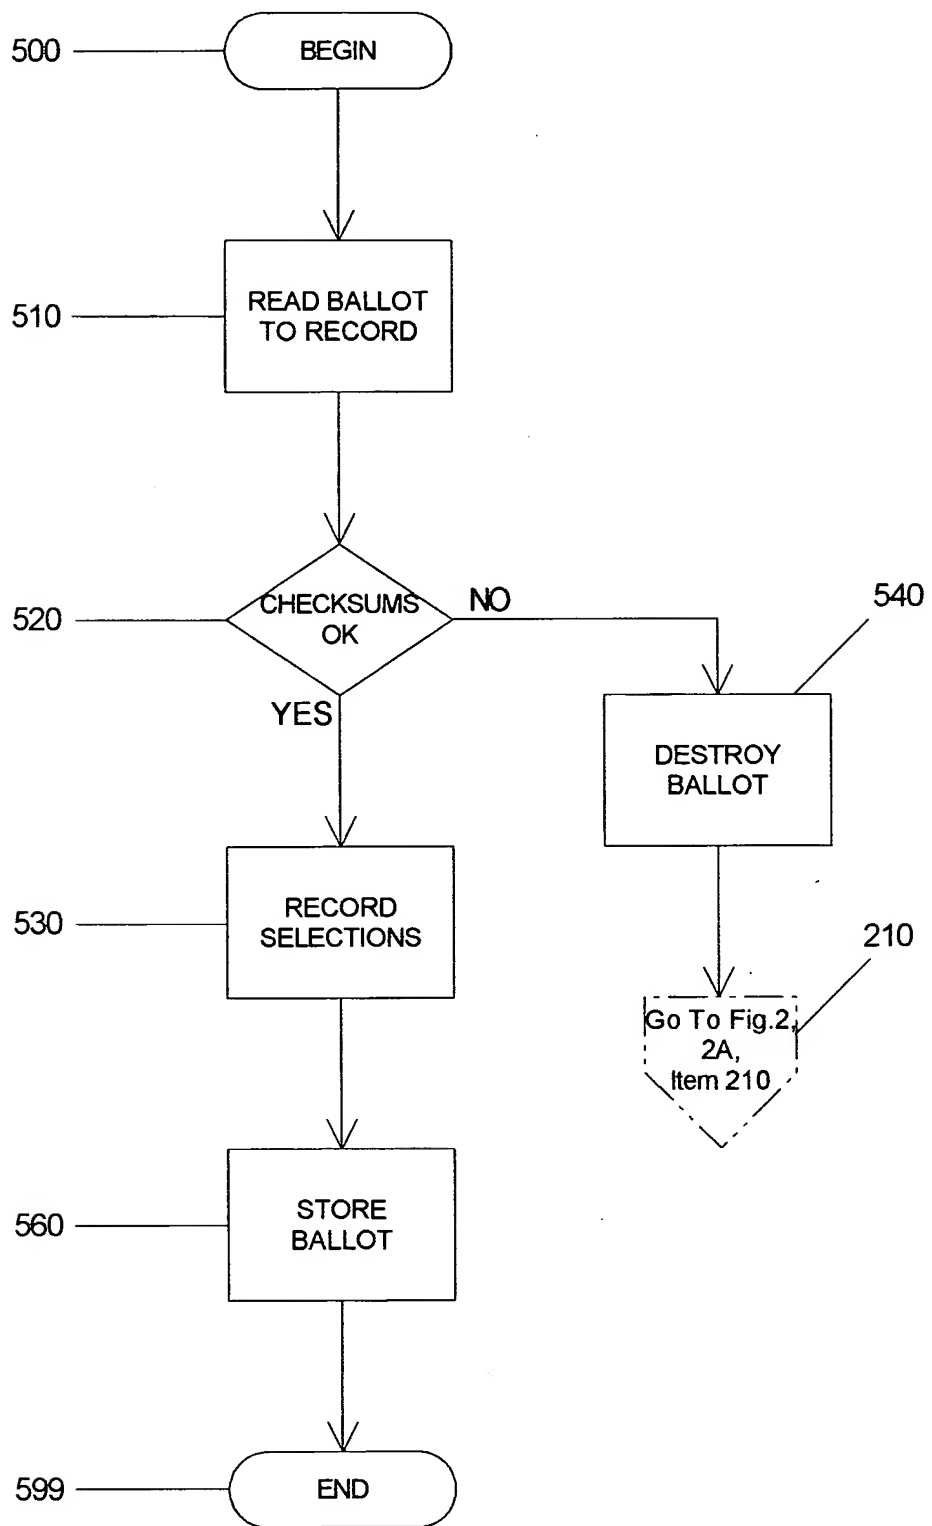 500
BEGIN
510
READ BALLOT
TO RECORD
520
CHECKSUMS
OK
NO
YES
540
DESTROY
BALLOT
530
RECORD
SELECTIONS
210
Go To Fig.2,
2A,
Item 210
560
STORE
BALLOT
599
END